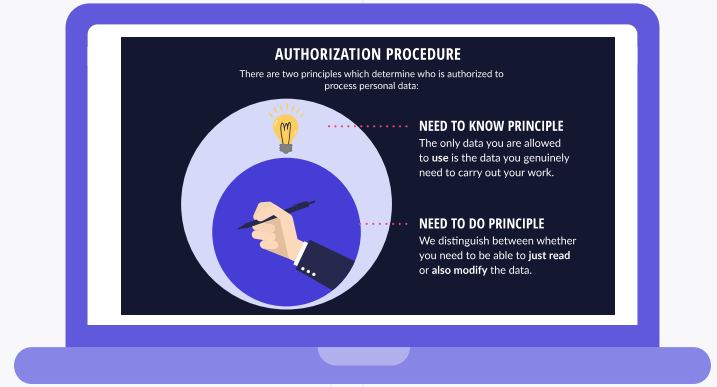 AUTHORIZATION PROCEDURE
There are two principles which determine who is authorized to
process personal data:
NEED TO KNOW PRINCIPLE
The only data you are allowed
to use is the data you genuinely
need to carry out your work.
NEED TO DO PRINCIPLE
We distinguish between whether
you need to be able to just read
or also modify the data.